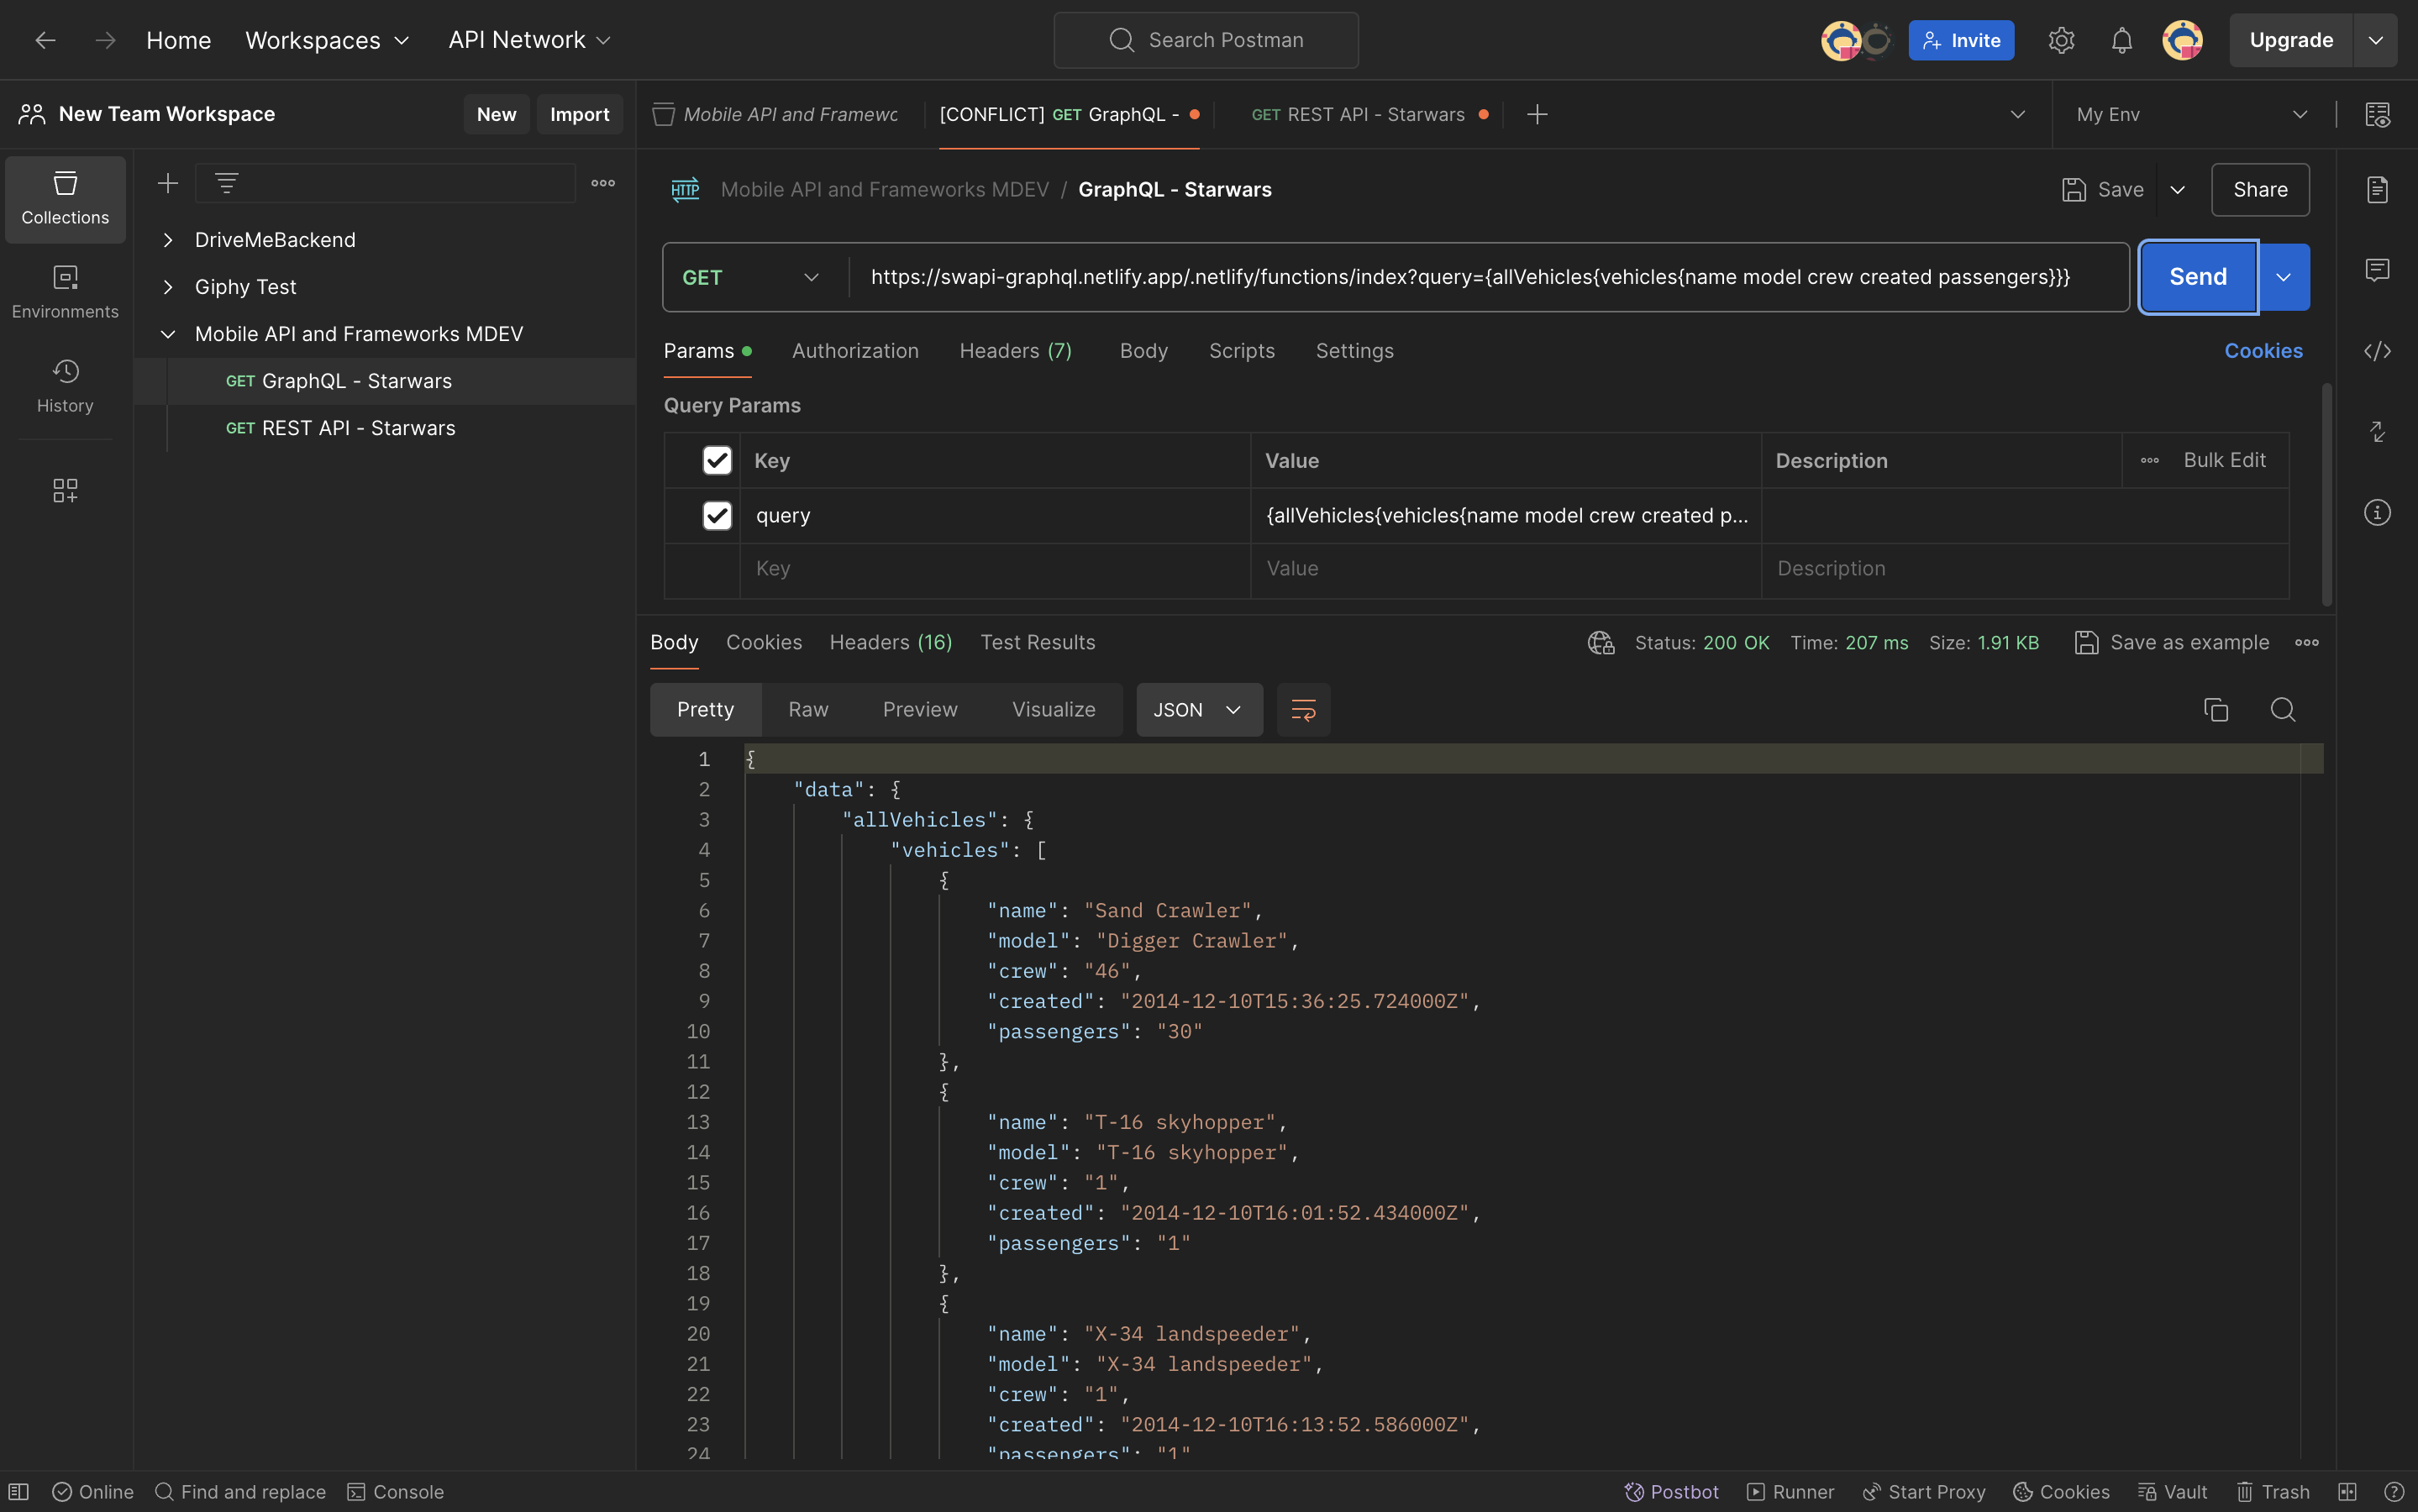 Home Workspaces API Network Search Postman Invite Upgrade
New Team Workspace New Import
Mobile API and Framewo [CONFLICT] GET GraphQL - GET REST API - Starwars My Env
Collections
Environments
History
DriveMeBackend
Giphy Test
Mobile API and Frameworks MDEV
GET GraphQL - Starwars
GET REST API - Starwars
HTTP Mobile API and Frameworks MDEV / GraphQL - Starwars Save Share
GET https://swapi-graphql.netlify.app/.netlify/functions/index?query={allVehicles{vehicles{name model crew created passengers}}} Send
Params Authorization Headers (7) Body Scripts Settings Cookies
Query Params
Key Value Description Bulk Edit
query {allVehicles{vehicles{name model crew created p...
Key Value Description
Body Cookies Headers (16) Test Results Status: 200 OK Time: 207 ms Size: 1.91 KB Save as example
Pretty Raw Preview Visualize JSON
1 {
2 "data": {
3 "allVehicles": {
4 "vehicles": [
5 {
6 "name": "Sand Crawler",
7 "model": "Digger Crawler",
8 "crew": "46",
9 "created": "2014-12-10T15:36:25.724000Z",
10 "passengers": "30"
11 },
12 {
13 "name": "T-16 skyhopper",
14 "model": "T-16 skyhopper",
15 "crew": "1",
16 "created": "2014-12-10T16:01:52.434000Z",
17 "passengers": "1"
18 },
19 {
20 "name": "X-34 landspeeder",
21 "model": "X-34 landspeeder",
22 "crew": "1",
23 "created": "2014-12-10T16:13:52.586000Z",
24 "passengers": "1"
Online Find and replace Console Postbot Runner Start Proxy Cookies Vault Trash